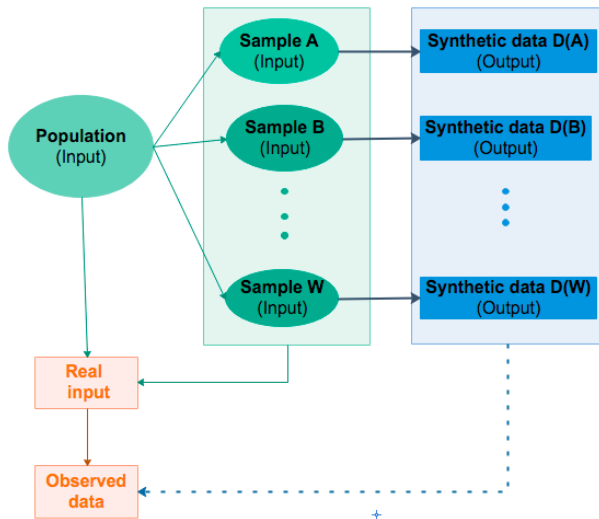 Sample A
(Input)
Synthetic data D(A)
(Output)
Population
(Input)
Sample B
(Input)
Synthetic data D(B)
(Output)
Sample W
(Input)
Synthetic data D(W)
(Output)
Real
input
Observed
data